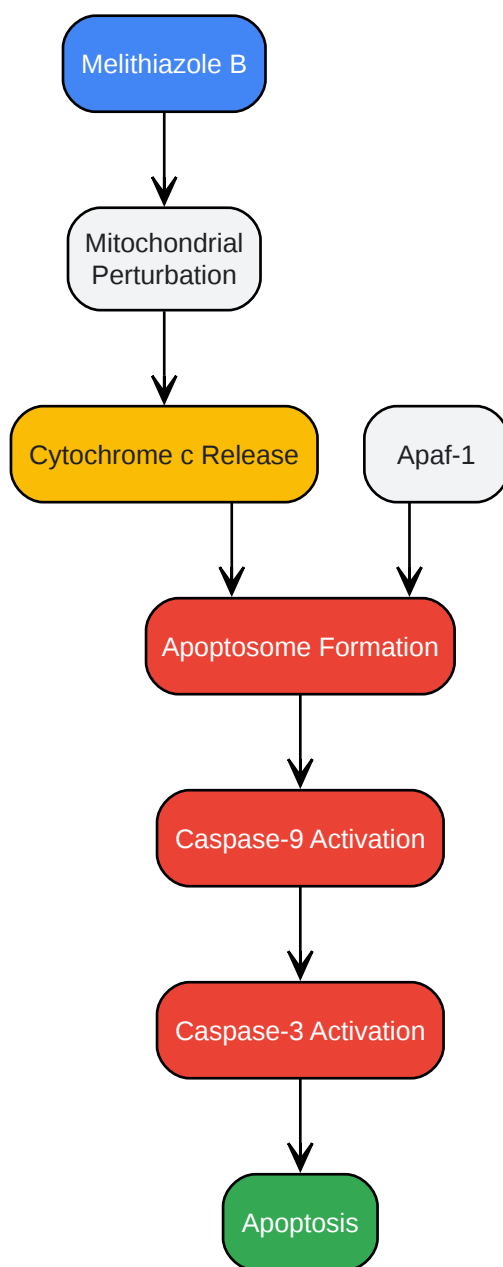 Melithiazole B
Mitochondrial
Perturbation
Cytochrome c Release
Apaf-1
Apoptosome Formation
Caspase-9 Activation
Caspase-3 Activation
Apoptosis